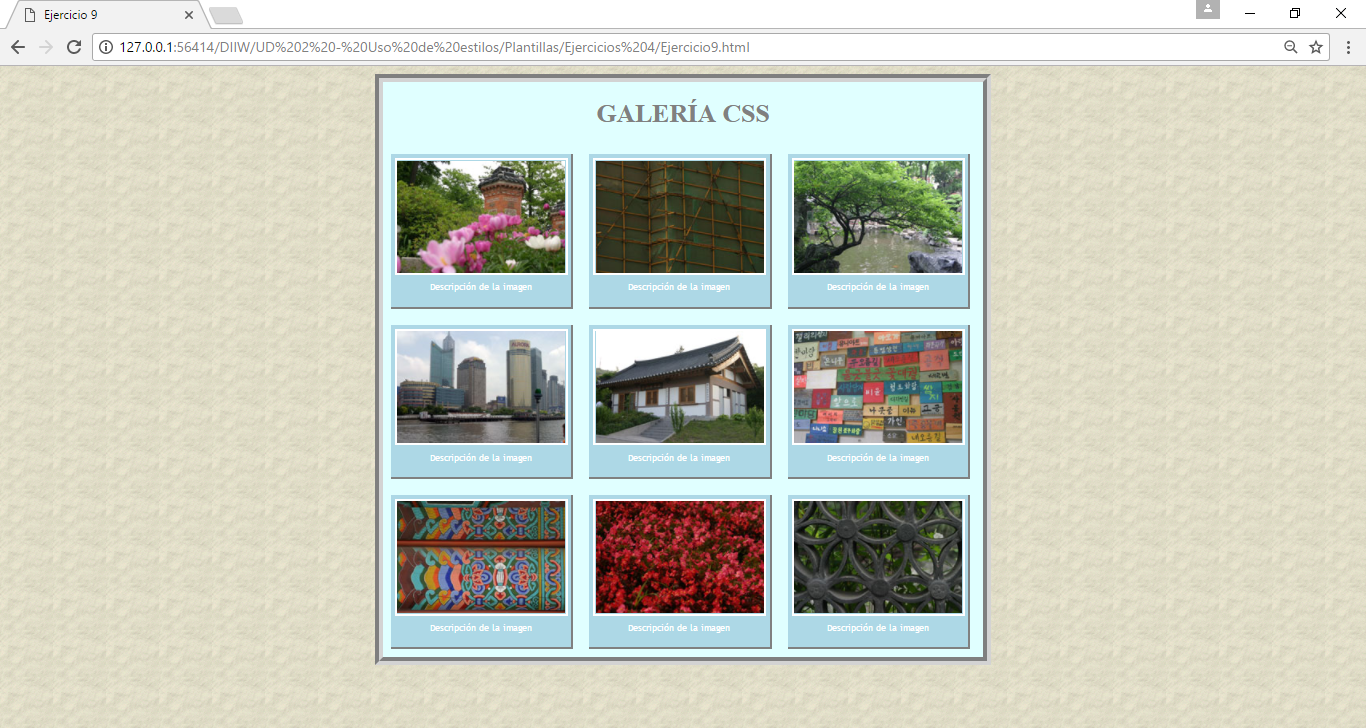 Ejercicio 9
127.0.0.1:56414/DIIW/UD%202%20-%20Uso%20de%20estilos/Plantillas/Ejercicios%204/Ejercicio9.html
GALERÍA CSS
Descripción de la imagen
Descripción de la imagen
Descripción de la imagen
Descripción de la imagen
Descripción de la imagen
Descripción de la imagen
Descripción de la imagen
Descripción de la imagen
Descripción de la imagen